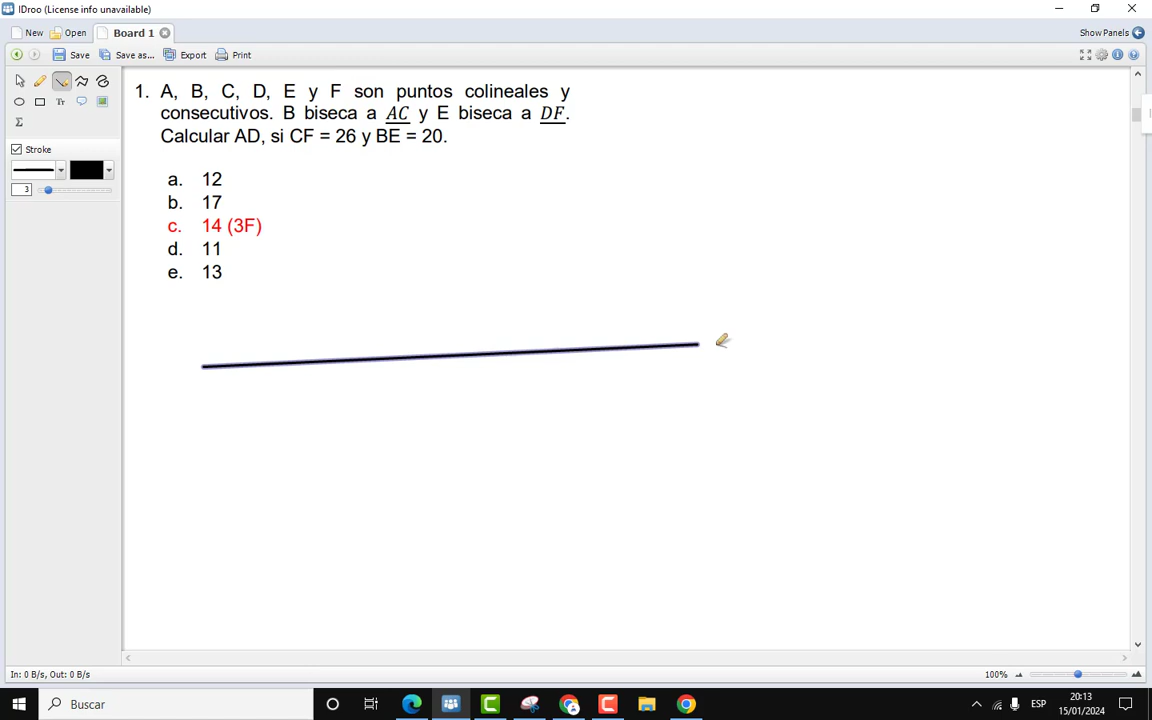 IDroo (License info unavailable)
New Open Board 1 Show Panels
Save Save as... Export Print
1. A, B, C, D, E y F son puntos colineales y
consecutivos. B biseca a AC y E biseca a DF.
Calcular AD, si CF = 26 y BE = 20.
a. 12
b. 17
c. 14 (3F)
d. 11
e. 13
Tr
Σ
Stroke
3
In: 0 B/s, Out: 0 B/s 100%
Buscar ESP 20:13
15/01/2024